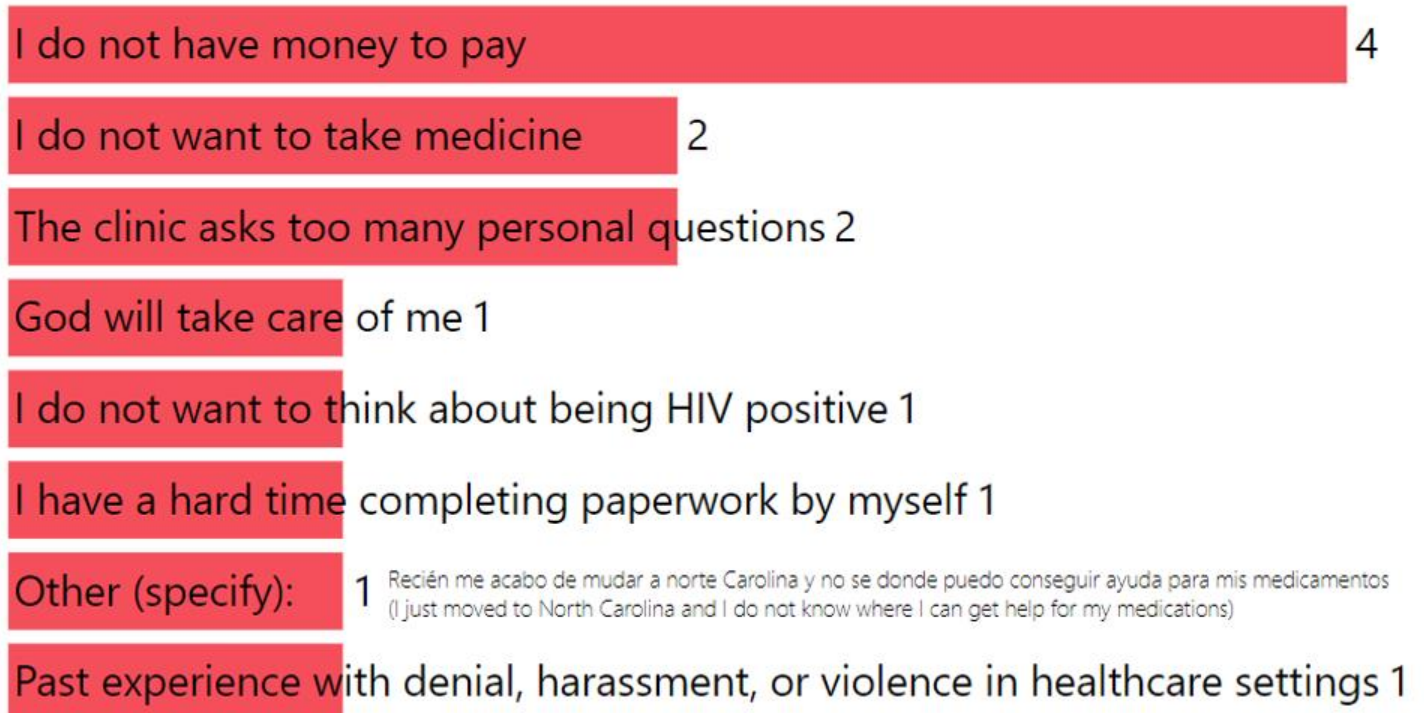 I do not have money to pay 4
I do not want to take medicine 2
The clinic asks too many personal questions 2
God will take care of me 1
I do not want to think about being HIV positive 1
I have a hard time completing paperwork by myself 1
Other (specify): 1 Recién me acabo de mudar a norte Carolina y no se donde puedo conseguir ayuda para mis medicamentos
(I just moved to North Carolina and I do not know where I can get help for my medications)
Past experience with denial, harassment, or violence in healthcare settings 1